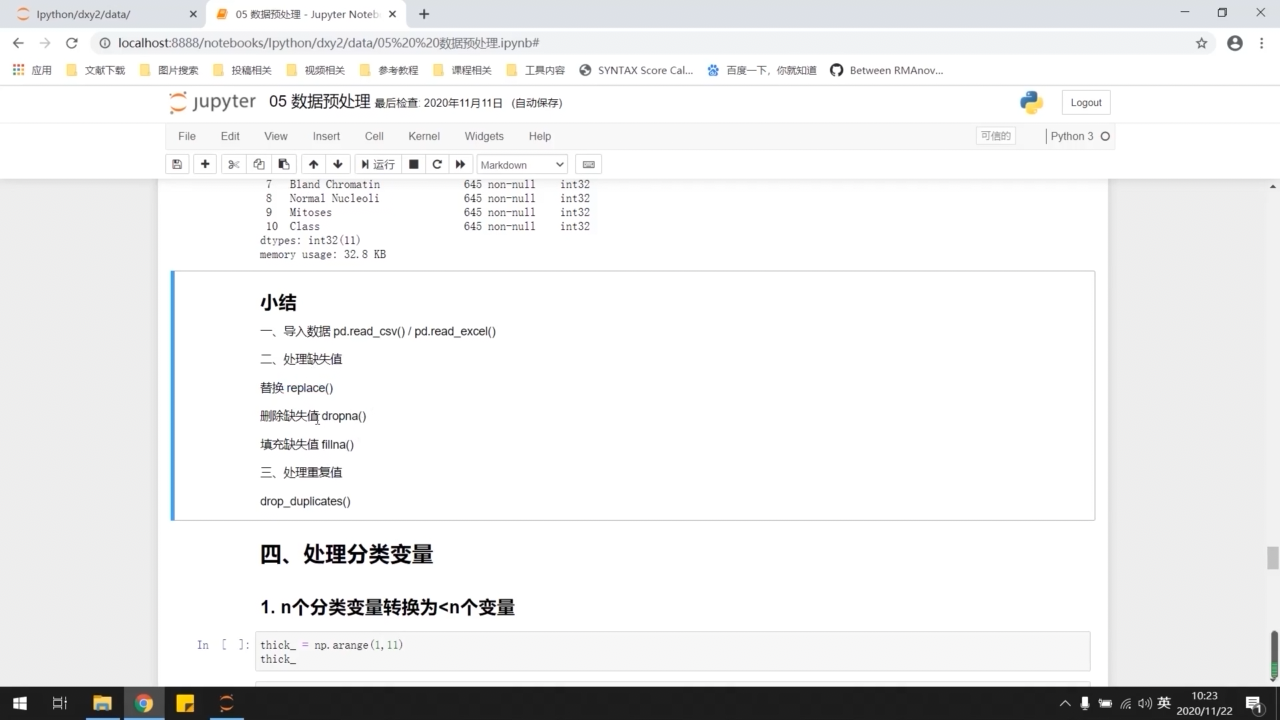 lpython/dxy2/data/
05 数据预处理 - Jupyter Noteb
localhost:8888/notebooks/lpython/dxy2/data/05%20%20数据预处理.ipynb#
应用 文献下载 图片搜索 投稿相关 视频相关 参考教程 课程相关 工具内容 SYNTAX Score Cal... 百度一下，你就知道 Between RMAnov...
jupyter 05 数据预处理 最后检查: 2020年11月11日 (自动保存) Logout
File Edit View Insert Cell Kernel Widgets Help 可信的 Python 3
运行 Markdown
7 Bland Chromatin 645 non-null int32
8 Normal Nucleoli 645 non-null int32
9 Mitoses 645 non-null int32
10 Class 645 non-null int32
dtypes: int32(11)
memory usage: 32.8 KB
小结
一、导入数据 pd.read_csv() / pd.read_excel()
二、处理缺失值
替换 replace()
删除缺失值 dropna()
填充缺失值 fillna()
三、处理重复值
drop_duplicates()
四、处理分类变量
1. n个分类变量转换为<n个变量
In [ ]: thick_ = np.arange(1,11)
thick_
英 10:23
2020/11/22
1